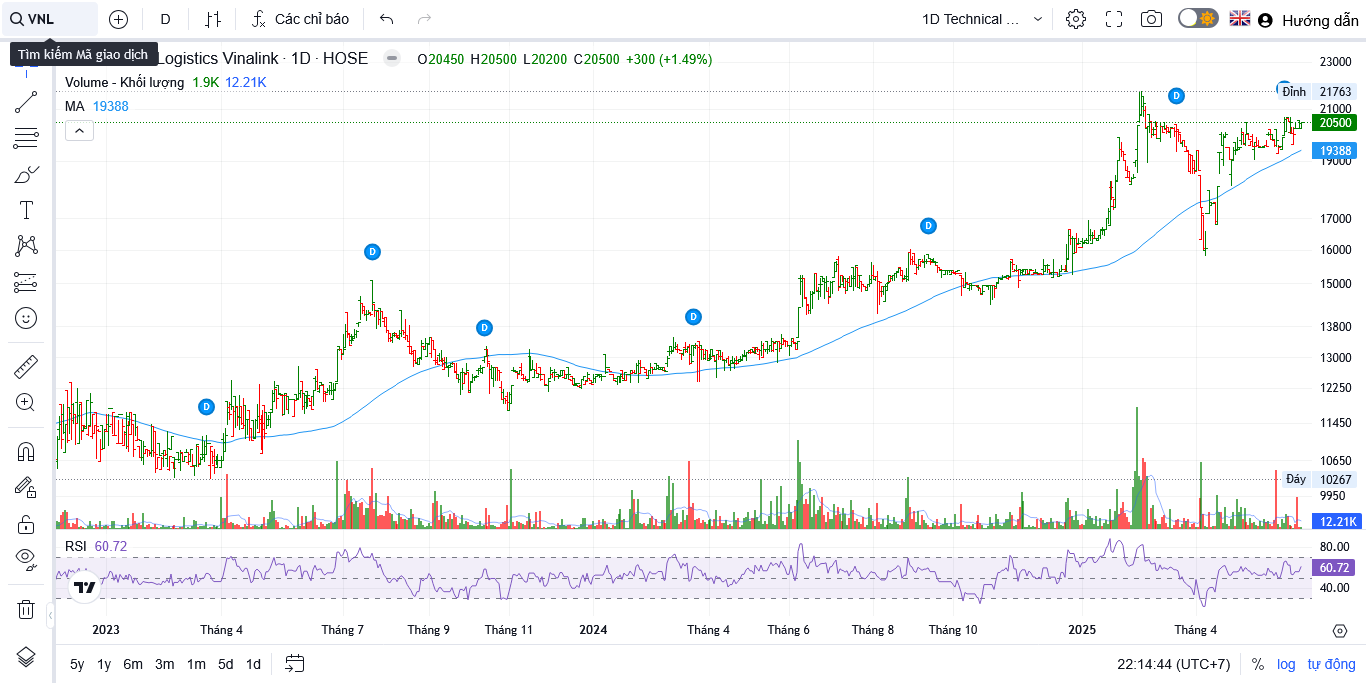 VNL D Các chỉ báo 1D Technical ... Hướng dẫn
Tìm kiếm Mã giao dịch
Logistics Vinalink · 1D · HOSE O20450 H20500 L20200 C20500 +300 (+1.49%)
Volume - Khối lượng 1.9K 12.21K
MA 19388
23000
Đỉnh 21763
21000
20500
19388
19000
17000
16000
15000
13800
13000
12250
11450
10650
Đáy 10267
9950
12.21K
D
D
D
D
D
D
RSI 60.72
80.00
60.72
40.00
2023 Tháng 4 Tháng 7 Tháng 9 Tháng 11 2024 Tháng 4 Tháng 6 Tháng 8 Tháng 10 2025 Tháng 4
5y 1y 6m 3m 1m 5d 1d 22:14:44 (UTC+7) % log tự động